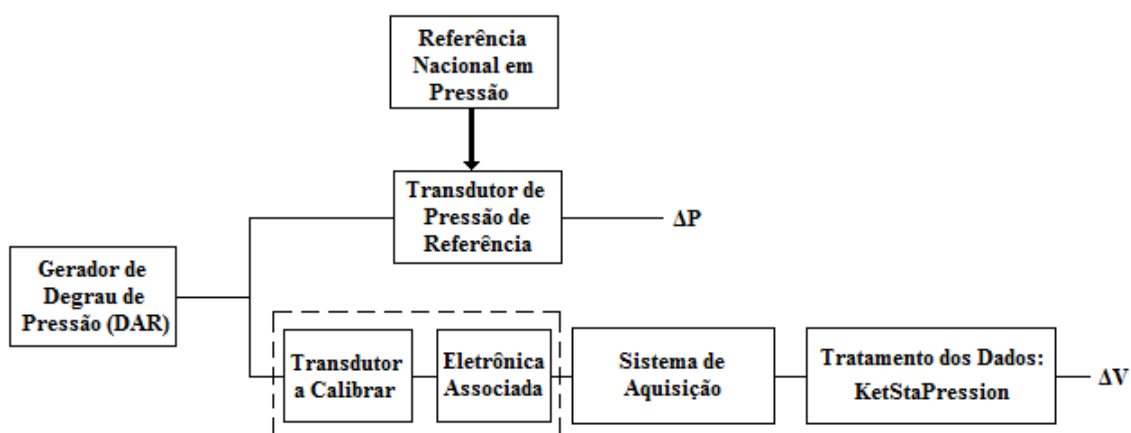 Referência
Nacional em
Pressão
Transdutor de
Pressão de
Referência
ΔP
Gerador de
Degrau de
Pressão (DAR)
Transdutor
a Calibrar
Eletrônica
Associada
Sistema de
Aquisição
Tratamento dos Dados:
KetStaPression
ΔV